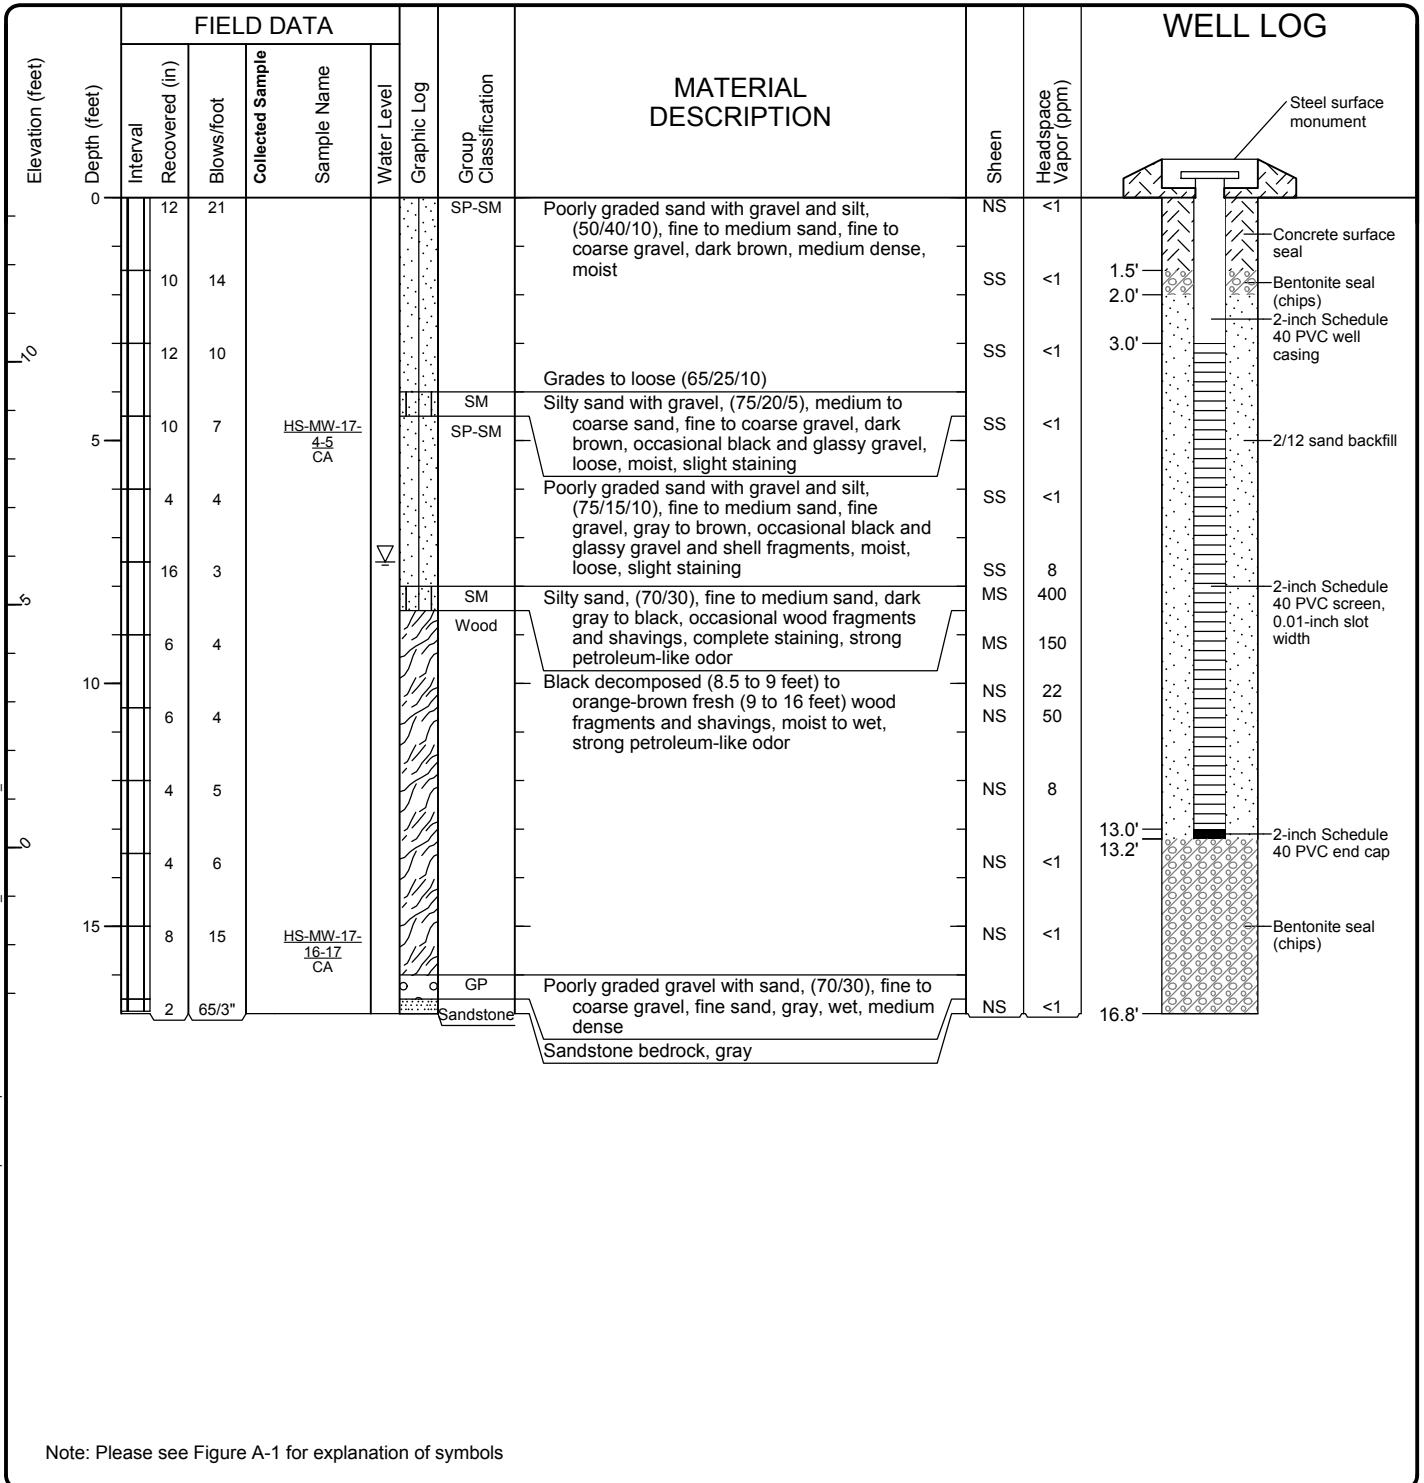 FIELD DATA
WELL LOG
Elevation (feet)
Depth (feet)
Interval
Recovered (in)
Blows/foot
Collected Sample
Sample Name
Water Level
Graphic Log
Group
Classification
MATERIAL
DESCRIPTION
Sheen
Headspace
Vapor (ppm)
Steel surface
monument
0
12
21
SP-SM
Poorly graded sand with gravel and silt,
(50/40/10), fine to medium sand, fine to
coarse gravel, dark brown, medium dense,
moist
NS
<1
Concrete surface
seal
10
14
SS
<1
1.5'
Bentonite seal
(chips)
2.0'
2-inch Schedule
40 PVC well
casing
10
12
10
SS
<1
3.0'
Grades to loose (65/25/10)
SM
Silty sand with gravel, (75/20/5), medium to
coarse sand, fine to coarse gravel, dark
brown, occasional black and glassy gravel,
loose, moist, slight staining
5
10
7
HS-MW-17-
4-5
CA
SP-SM
SS
<1
2/12 sand backfill
Poorly graded sand with gravel and silt,
(75/15/10), fine to medium sand, fine
gravel, gray to brown, occasional black and
glassy gravel and shell fragments, moist,
loose, slight staining
4
4
SS
<1
16
3
SS
8
5
SM
Silty sand, (70/30), fine to medium sand, dark
gray to black, occasional wood fragments
and shavings, complete staining, strong
petroleum-like odor
MS
400
2-inch Schedule
40 PVC screen,
0.01-inch slot
width
Wood
6
4
MS
150
10
Black decomposed (8.5 to 9 feet) to
orange-brown fresh (9 to 16 feet) wood
fragments and shavings, moist to wet,
strong petroleum-like odor
NS
22
6
4
NS
50
4
5
NS
8
0
13.0'
13.2'
2-inch Schedule
40 PVC end cap
4
6
NS
<1
15
8
15
HS-MW-17-
16-17
CA
NS
<1
Bentonite seal
(chips)
GP
Poorly graded gravel with sand, (70/30), fine to
coarse gravel, fine sand, gray, wet, medium
dense
2
65/3"
Sandstone
NS
<1
16.8'
Sandstone bedrock, gray
Note: Please see Figure A-1 for explanation of symbols